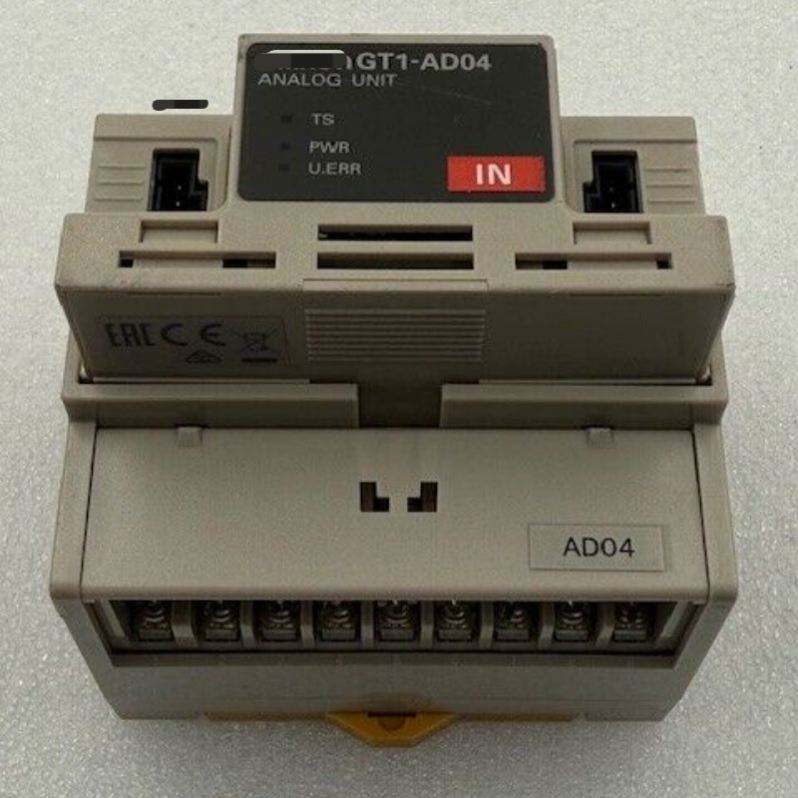 GT1-AD04
ANALOG UNIT
TS
PWR
U.ERR
IN
EAC CE
AD04